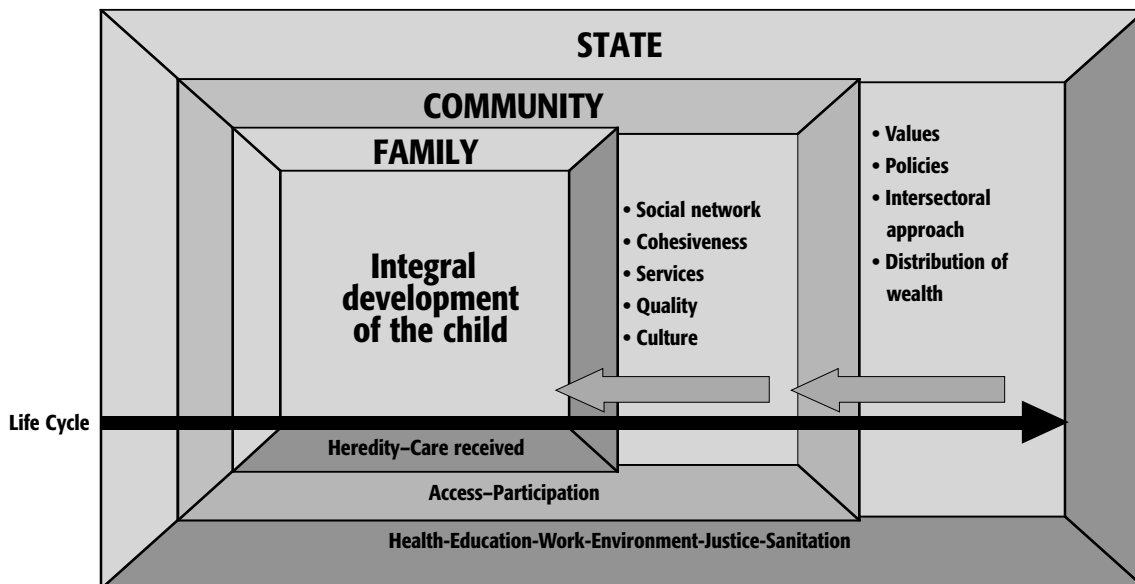 STATE
COMMUNITY
FAMILY
Integral
development
of the child
• Social network
• Cohesiveness
• Services
• Quality
• Culture
• Values
• Policies
• Intersectoral
approach
• Distribution of
wealth
Life Cycle
Heredity–Care received
Access–Participation
Health-Education-Work-Environment-Justice-Sanitation